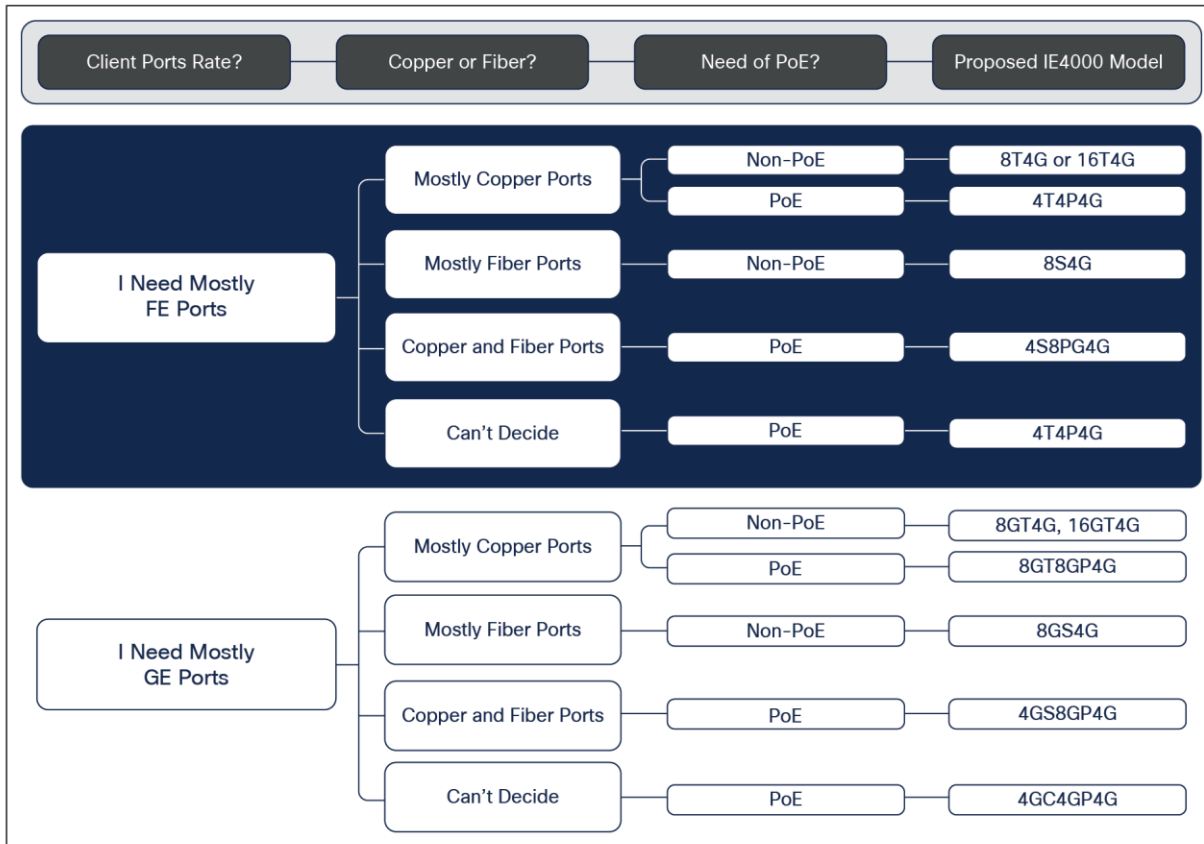 Client Ports Rate?
Copper or Fiber?
Need of PoE?
Proposed IE4000 Model
I Need Mostly
FE Ports
Mostly Copper Ports
Non-PoE
8T4G or 16T4G
PoE
4T4P4G
Mostly Fiber Ports
Non-PoE
8S4G
Copper and Fiber Ports
PoE
4S8PG4G
Can't Decide
PoE
4T4P4G
I Need Mostly
GE Ports
Mostly Copper Ports
Non-PoE
8GT4G, 16GT4G
PoE
8GT8GP4G
Mostly Fiber Ports
Non-PoE
8GS4G
Copper and Fiber Ports
PoE
4GS8GP4G
Can't Decide
PoE
4GC4GP4G